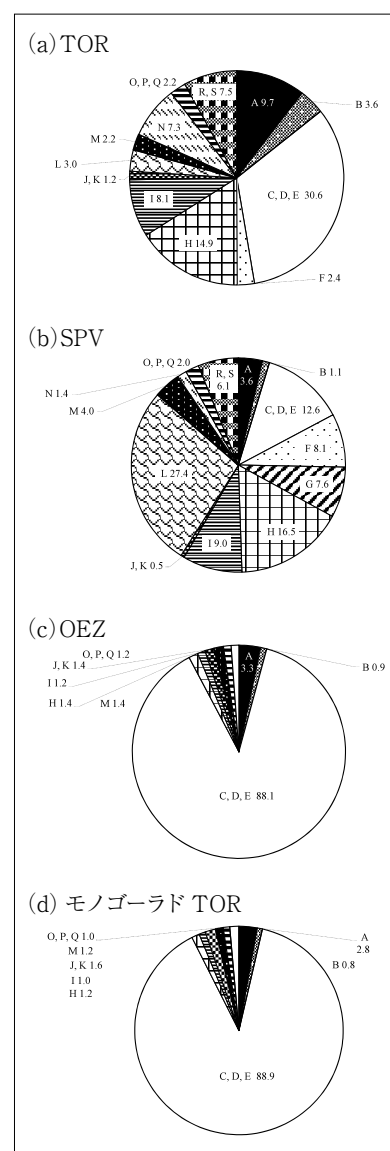 (a) TOR
O, P, Q 2.2
R, S 7.5
A 9.7
B 3.6
N 7.3
M 2.2
L 3.0
J, K 1.2
C, D, E 30.6
I 8.1
H 14.9
F 2.4
(b) SPV
O, P, Q 2.0
R, S
6.1
A
3.6
B 1.1
N 1.4
M 4.0
C, D, E 12.6
F 8.1
L 27.4
G 7.6
H 16.5
I 9.0
J, K 0.5
(c) OEZ
O, P, Q 1.2
A
3.3
J, K 1.4
B 0.9
I 1.2
H 1.4
M 1.4
C, D, E 88.1
(d) モノゴーラド TOR
O, P, Q 1.0
A
2.8
M 1.2
J, K 1.6
B 0.8
I 1.0
H 1.2
C, D, E 88.9